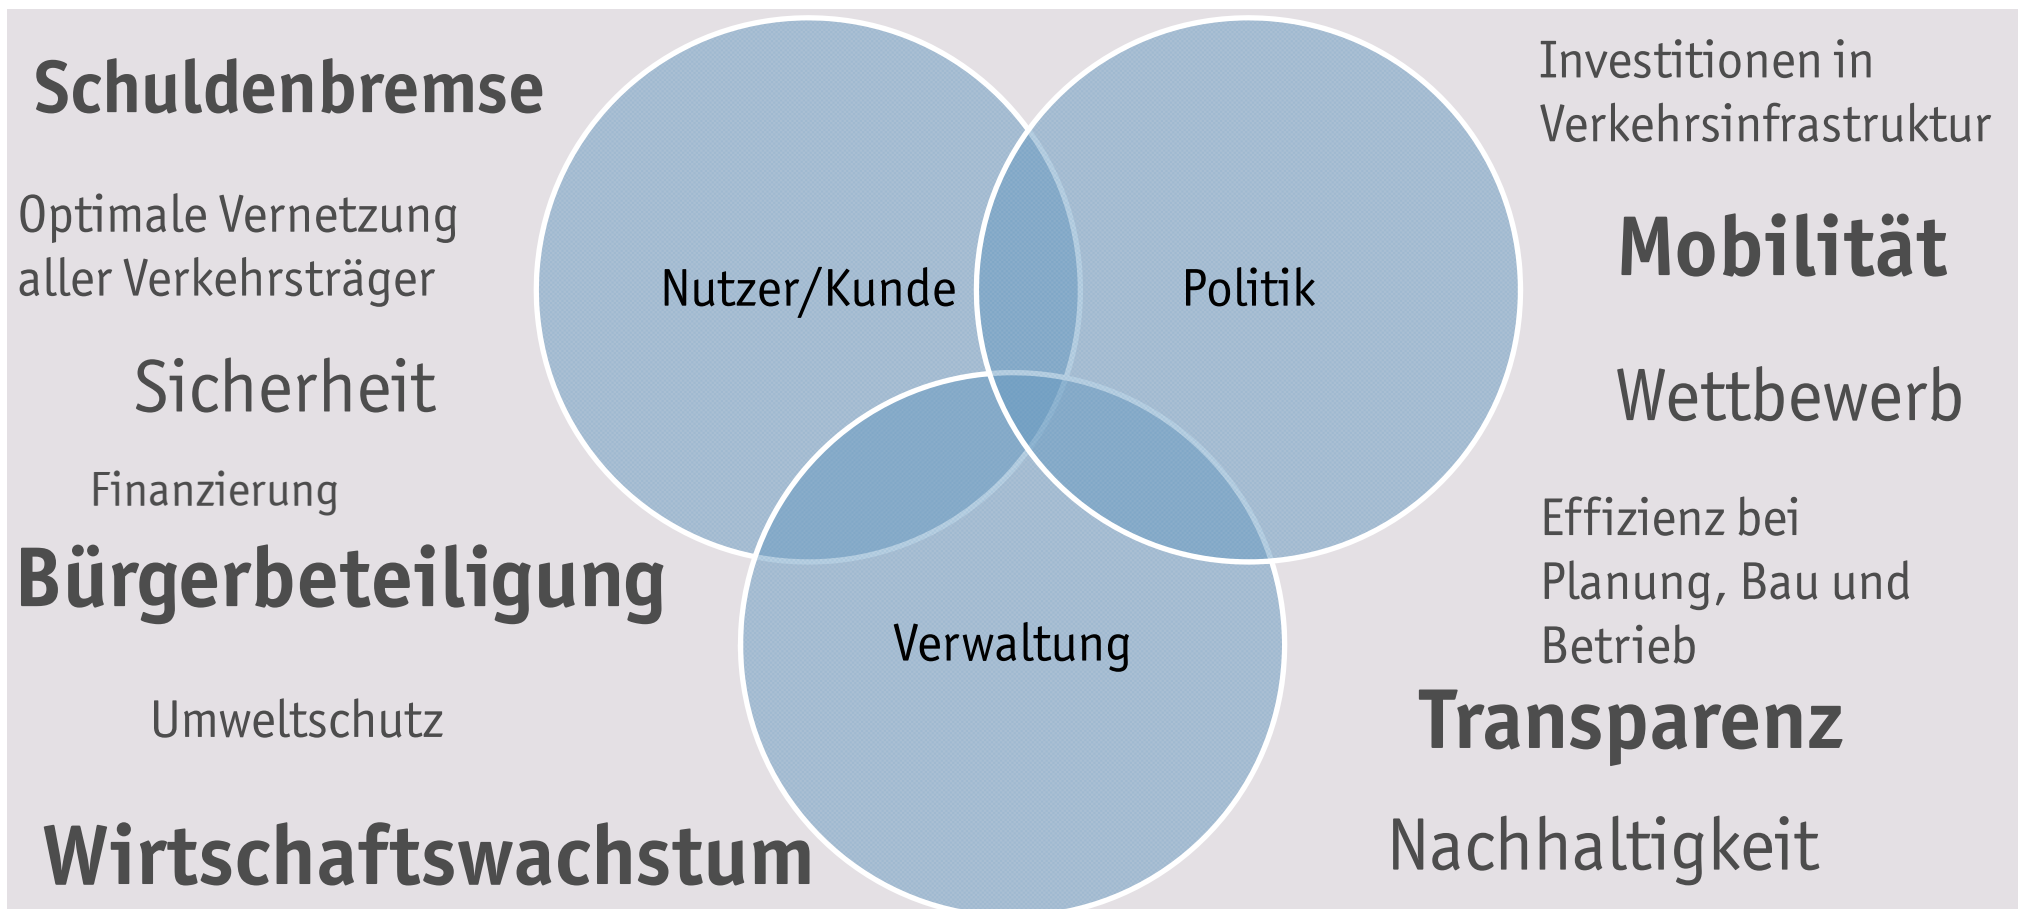 Schuldenbremse
Optimale Vernetzung
aller Verkehrsträger
Sicherheit
Finanzierung
Bürgerbeteiligung
Umweltschutz
Wirtschaftswachstum
Nutzer/Kunde
Politik
Verwaltung
Investitionen in
Verkehrsinfrastruktur
Mobilität
Wettbewerb
Effizienz bei
Planung, Bau und
Betrieb
Transparenz
Nachhaltigkeit